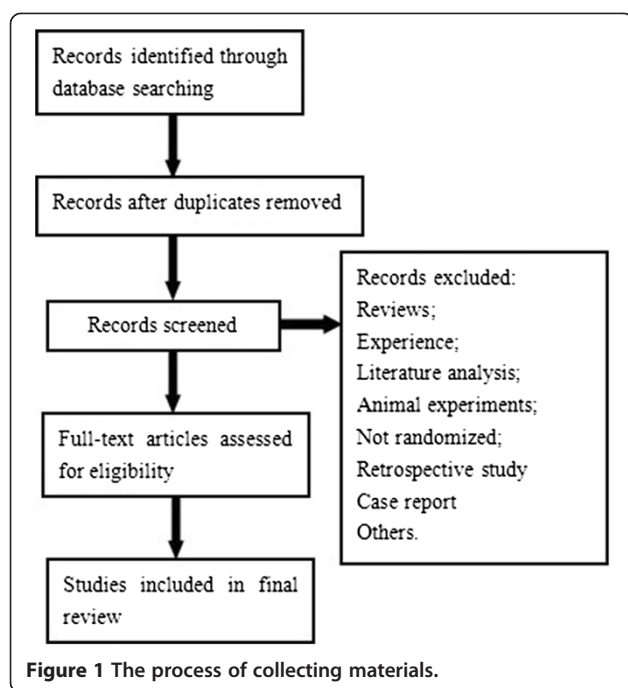 Records identified through
database searching
Records after duplicates removed
Records screened
Records excluded:
Reviews;
Experience;
Literature analysis;
Animal experiments;
Not randomized;
Retrospective study
Case report
Others.
Full-text articles assessed
for eligibility
Studies included in final
review
Figure 1 The process of collecting materials.